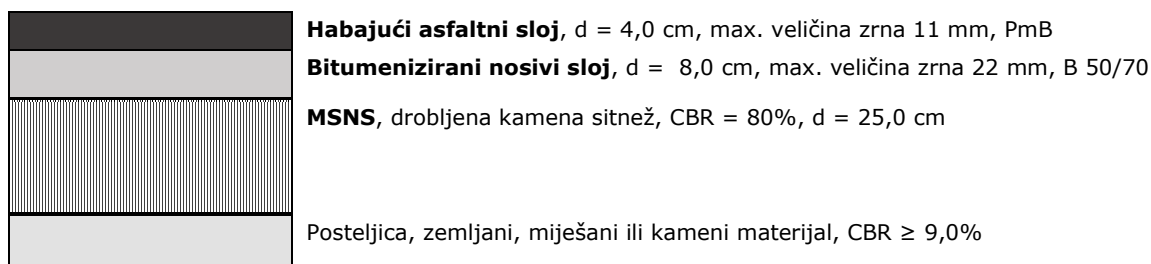 Habajući asfaltni sloj, d = 4,0 cm, max. veličina zrna 11 mm, PmB
Bitumenizirani nosivi sloj, d =  8,0 cm, max. veličina zrna 22 mm, B 50/70
MSNS, drobljena kamena sitnež, CBR = 80%, d = 25,0 cm
Posteljica, zemljani, miješani ili kameni materijal, CBR ≥ 9,0%